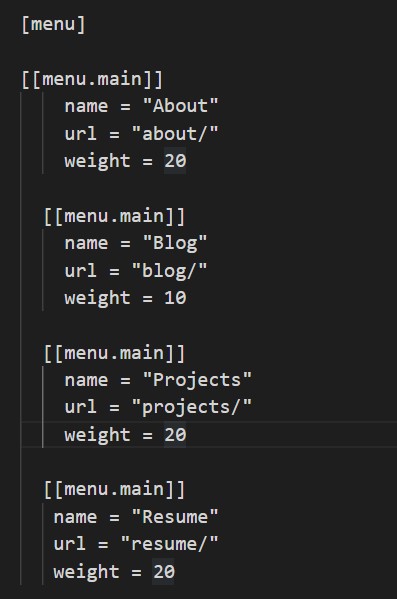 [menu]
[[menu.main]]
name = "About"
url = "about/"
weight = 20
[[menu.main]]
name = "Blog"
url = "blog/"
weight = 10
[[menu.main]]
name = "Projects"
url = "projects/"
weight = 20
[[menu.main]]
name = "Resume"
url = "resume/"
weight = 20